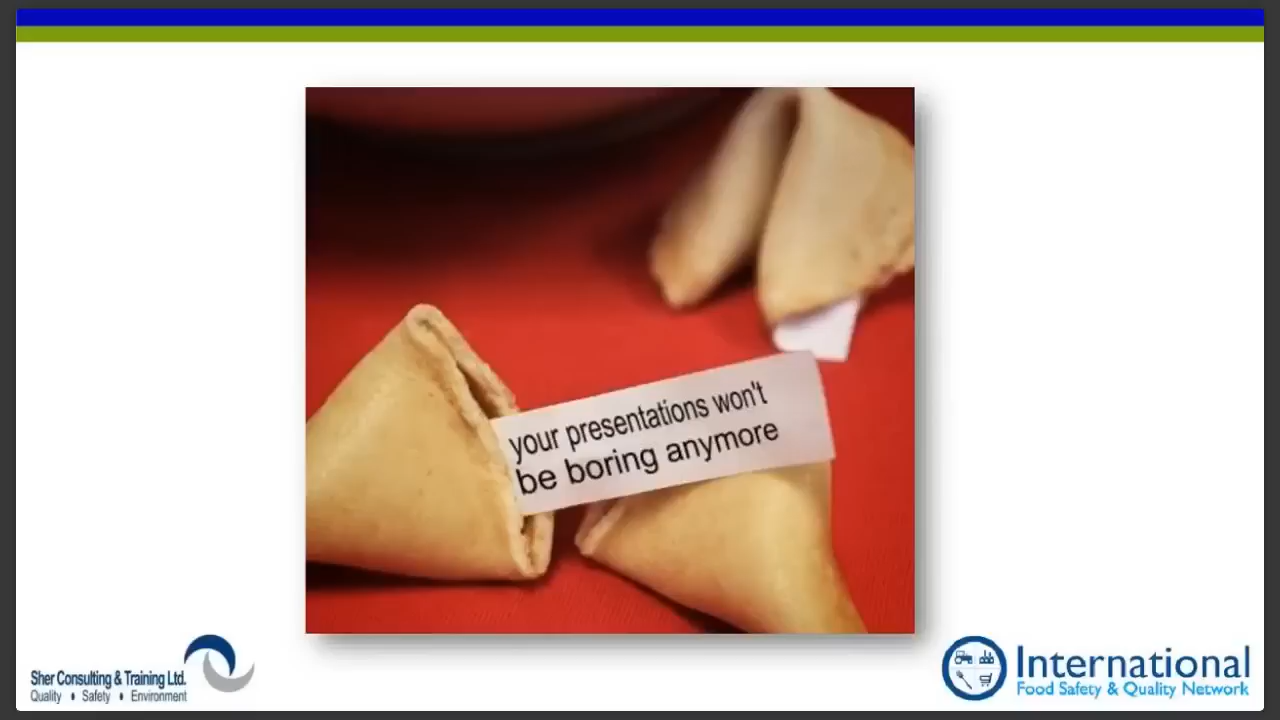 your presentations won't
be boring anymore
Sher Consulting & Training Ltd.
Quality • Safety • Environment
International
Food Safety & Quality Network